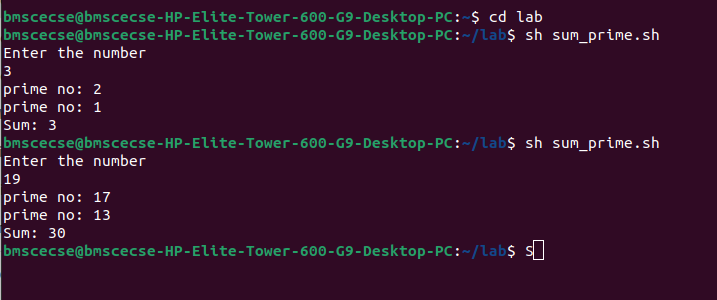 bmscecse@bmscecse-HP-Elite-Tower-600-G9-Desktop-PC:~$ cd lab
bmscecse@bmscecse-HP-Elite-Tower-600-G9-Desktop-PC:~/lab$ sh sum_prime.sh
Enter the number
3
prime no: 2
prime no: 1
Sum: 3
bmscecse@bmscecse-HP-Elite-Tower-600-G9-Desktop-PC:~/lab$ sh sum_prime.sh
Enter the number
19
prime no: 17
prime no: 13
Sum: 30
bmscecse@bmscecse-HP-Elite-Tower-600-G9-Desktop-PC:~/lab$ S